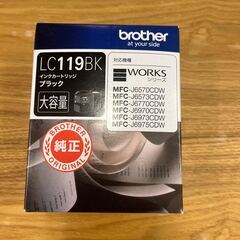 brother
at your side
LC119BK
インクカートリッジ
ブラック
大容量
対応機種
WORKS
シリーズ
MFC-J6570CDW
MFC-J6573CDW
MFC-J6770CDW
MFC-J6970CDW
MFC-J6973CDW
MFC-J6975CDW
BROTHER
純正
ORIGINAL